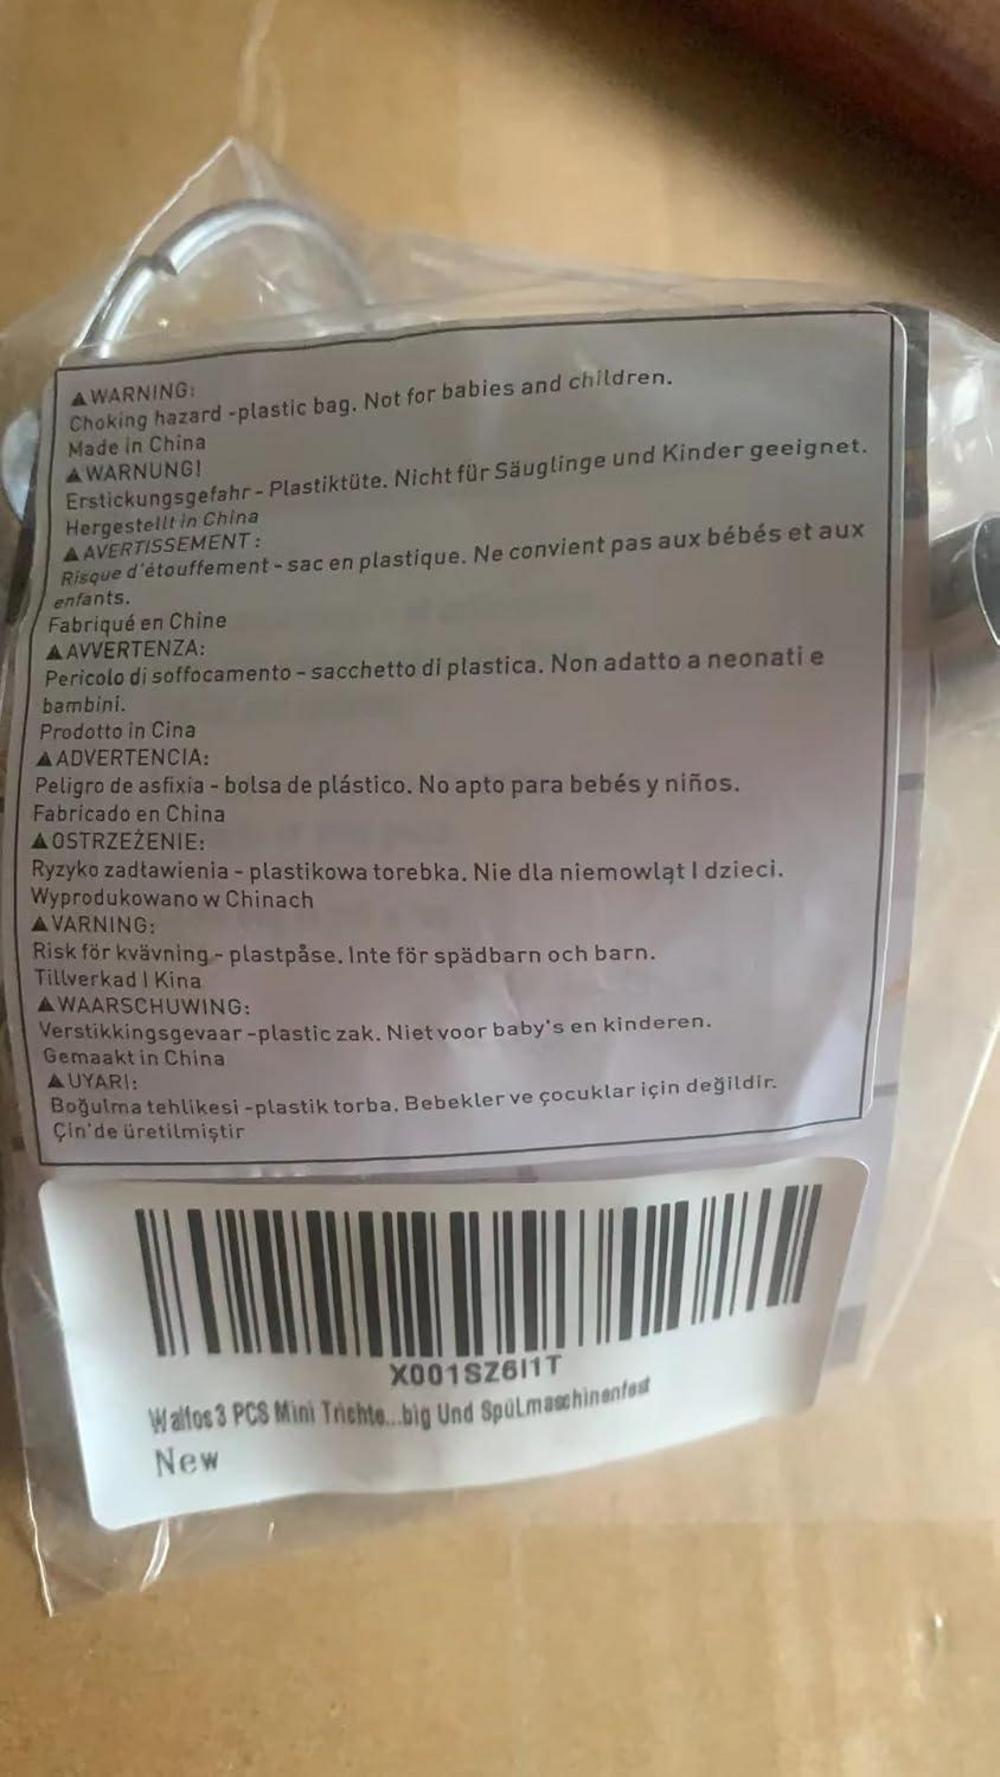 ⚠WARNING:
Choking hazard -plastic bag. Not for babies and children.
Made in China
⚠WARNUNG!
Erstickungsgefahr - Plastiktüte. Nicht für Säuglinge und Kinder geeignet.
Hergestellt in China
⚠AVERTISSEMENT:
Risque d'étouffement - sac en plastique. Ne convient pas aux bébés et aux
enfants.
Fabriqué en Chine
⚠AVVERTENZA:
Pericolo di soffocamento - sacchetto di plastica. Non adatto a neonati e
bambini.
Prodotto in Cina
⚠ADVERTENCIA:
Peligro de asfixia - bolsa de plástico. No apto para bebés y niños.
Fabricado en China
⚠OSTRZEŻENIE:
Ryzyko zadławienia - plastikowa torebka. Nie dla niemowląt I dzieci.
Wyprodukowano w Chinach
⚠VARNING:
Risk för kvävning - plastpåse. Inte för spädbarn och barn.
Tillverkad I Kina
⚠WAARSCHUWING:
Verstikkingsgevaar -plastic zak. Niet voor baby's en kinderen.
Gemaakt in China
⚠UYARI:
Boğulma tehlikesi -plastik torba. Bebekler ve çocuklar için değildir.
Çin'de üretilmiştir
X001SZ6I1T
Walfos 3 PCS Mini Trichte...big Und Spülmaschinenfest
New